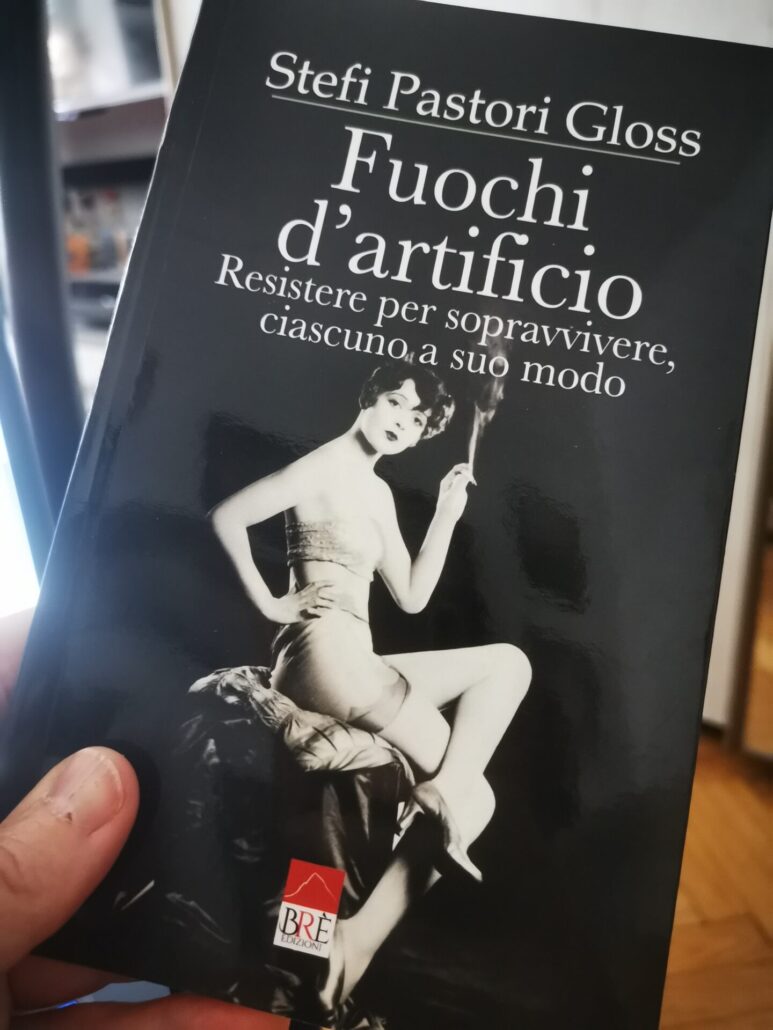 Stefi Pastori Gloss
Fuochi
d'artificio
Resistere per sopravvivere,
ciascuno a suo modo
BRÈ
EDIZIONI